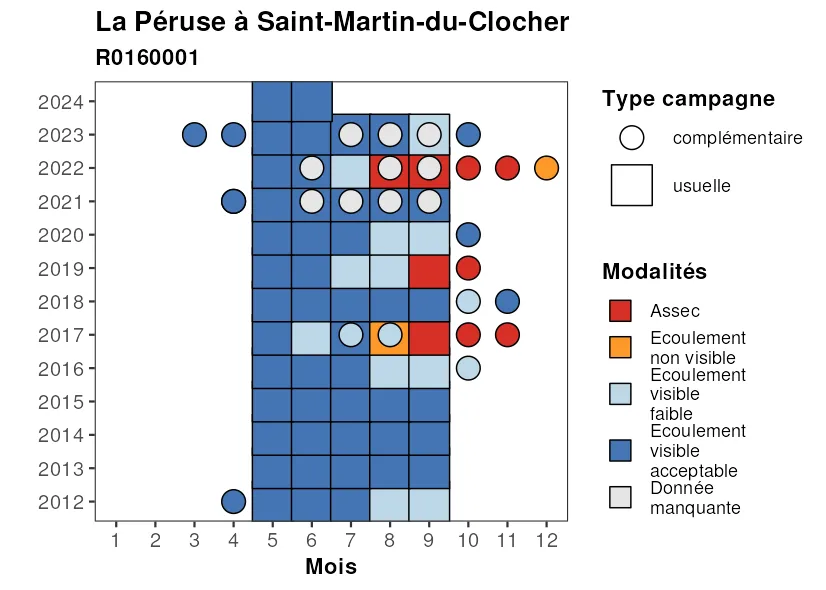 La Péruse à Saint-Martin-du-Clocher
R0160001
2024
2023
2022
2021
2020
2019
2018
2017
2016
2015
2014
2013
2012
1 2 3 4 5 6 7 8 9 10 11 12
Mois
Type campagne
complémentaire
usuelle
Modalités
Assec
Ecoulement
non visible
Ecoulement
visible
faible
Ecoulement
visible
acceptable
Donnée
manquante